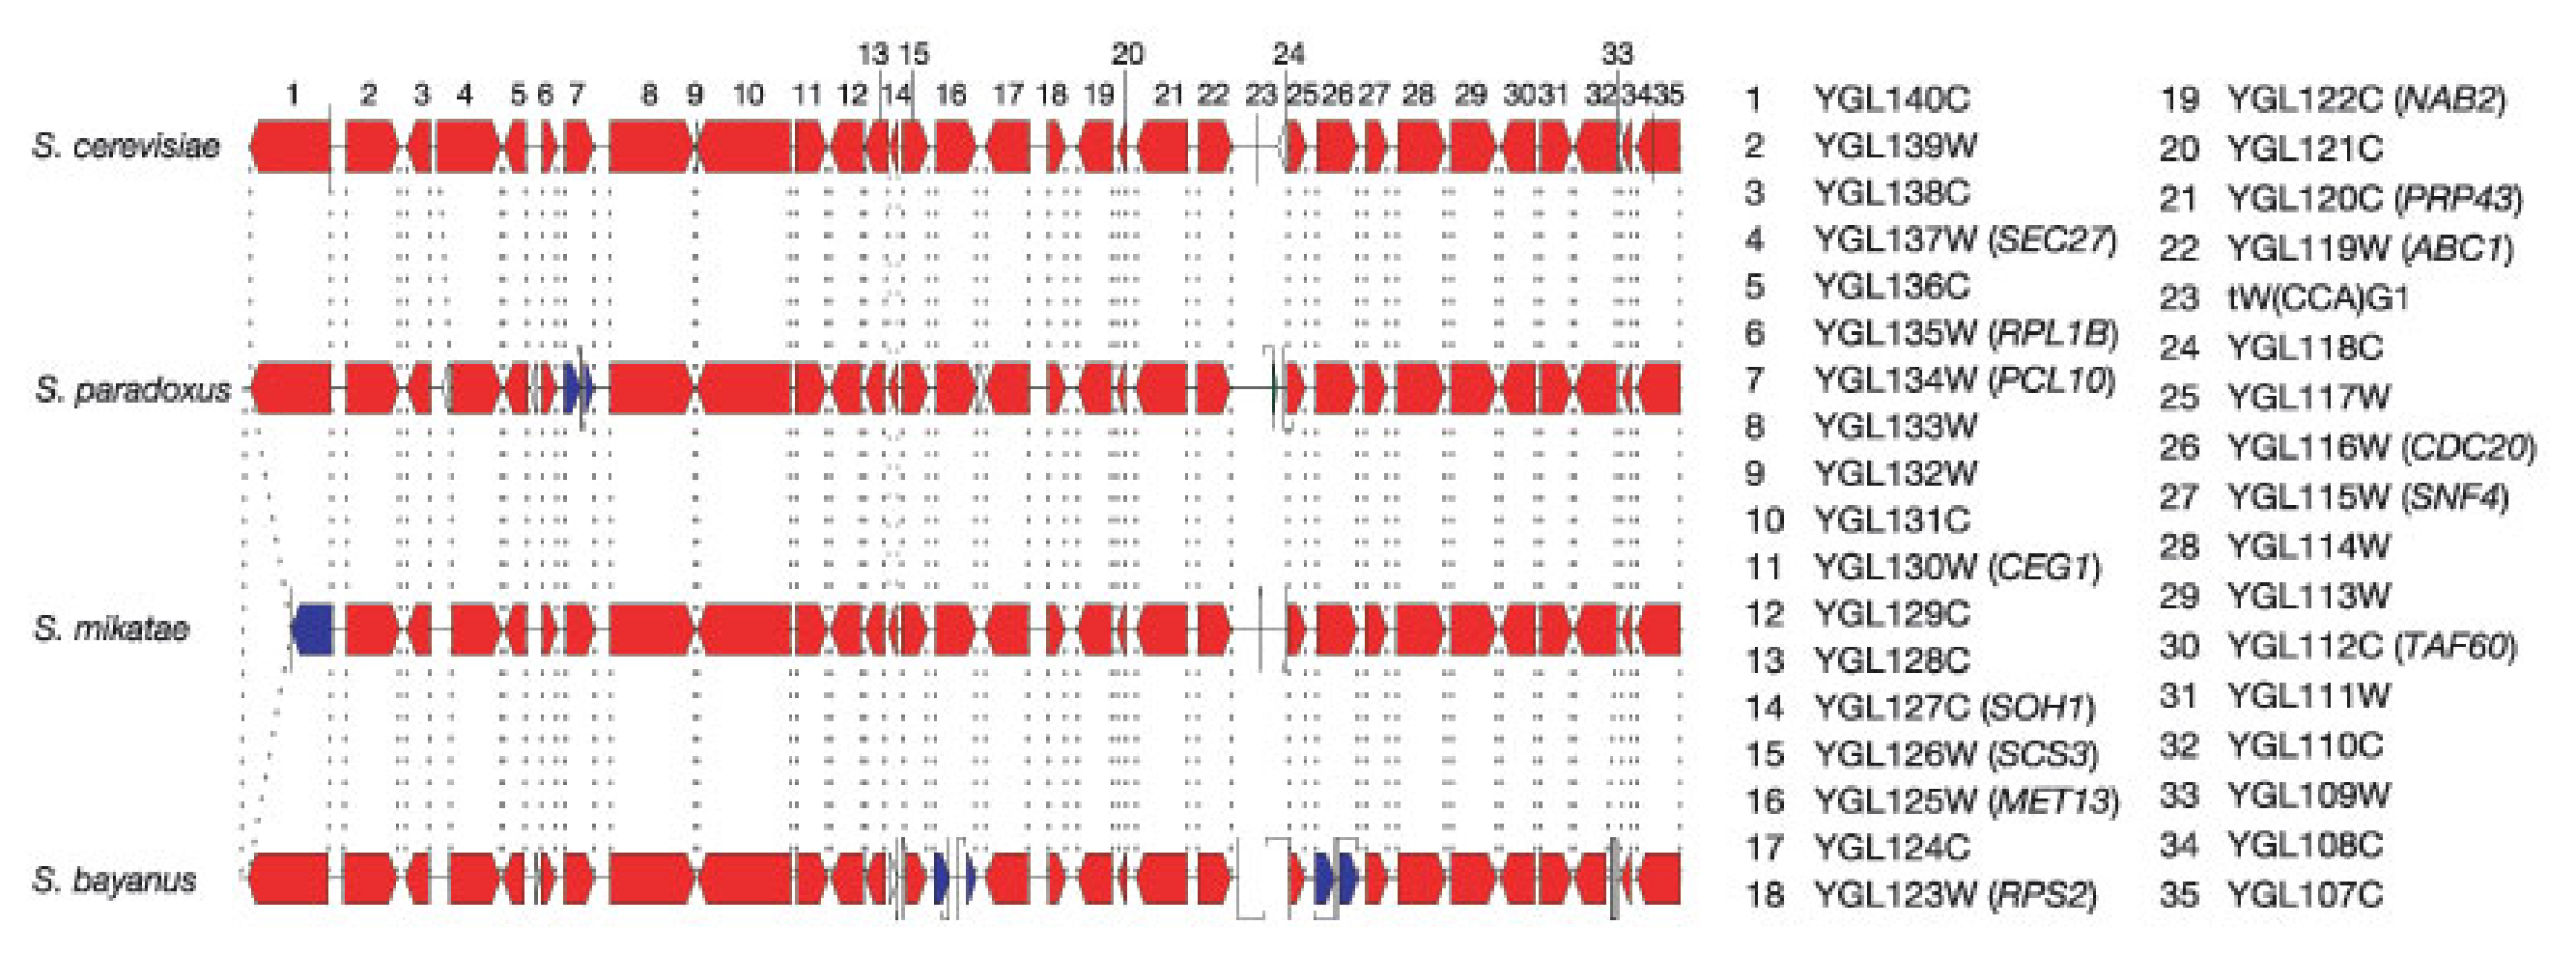 13 15 20 24 33
1 2 3 4 5 6 7 8 9 10 11 12 14 16 17 18 19 21 22 23 25 26 27 28 29 30 31 32 34 35
S. cerevisiae
S. paradoxus
S. mikatae
S. bayanus
1 YGL140C
2 YGL139W
3 YGL138C
4 YGL137W (SEC27)
5 YGL136C
6 YGL135W (RPL1B)
7 YGL134W (PCL10)
8 YGL133W
9 YGL132W
10 YGL131C
11 YGL130W (CEG1)
12 YGL129C
13 YGL128C
14 YGL127C (SOH1)
15 YGL126W (SCS3)
16 YGL125W (MET13)
17 YGL124C
18 YGL123W (RPS2)
19 YGL122C (NAB2)
20 YGL121C
21 YGL120C (PRP43)
22 YGL119W (ABC1)
23 tW(CCA)G1
24 YGL118C
25 YGL117W
26 YGL116W (CDC20)
27 YGL115W (SNF4)
28 YGL114W
29 YGL113W
30 YGL112C (TAF60)
31 YGL111W
32 YGL110C
33 YGL109W
34 YGL108C
35 YGL107C